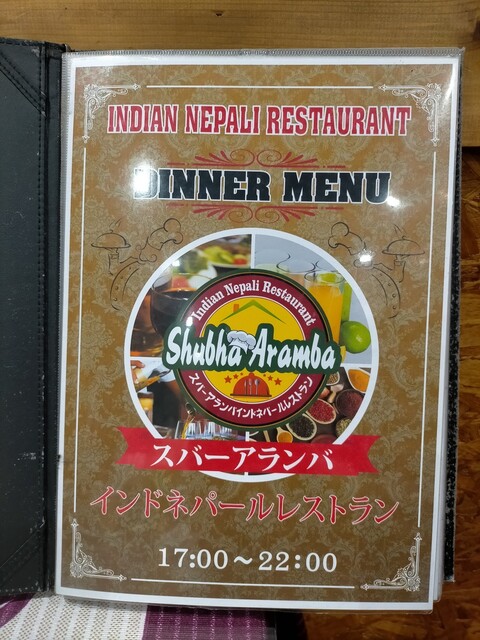 INDIAN NEPALI RESTAURANT
DINNER MENU
Indian Nepali Restaurant
Shubha Aramba
スバーアランバインドネパールレストラン
スバーアランバ
インドネパールレストラン
17:00～22:00